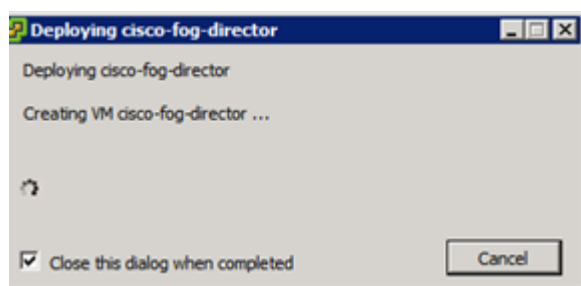 Deploying cisco-fog-director
Deploying cisco-fog-director
Creating VM cisco-fog-director ...
Close this dialog when completed
Cancel